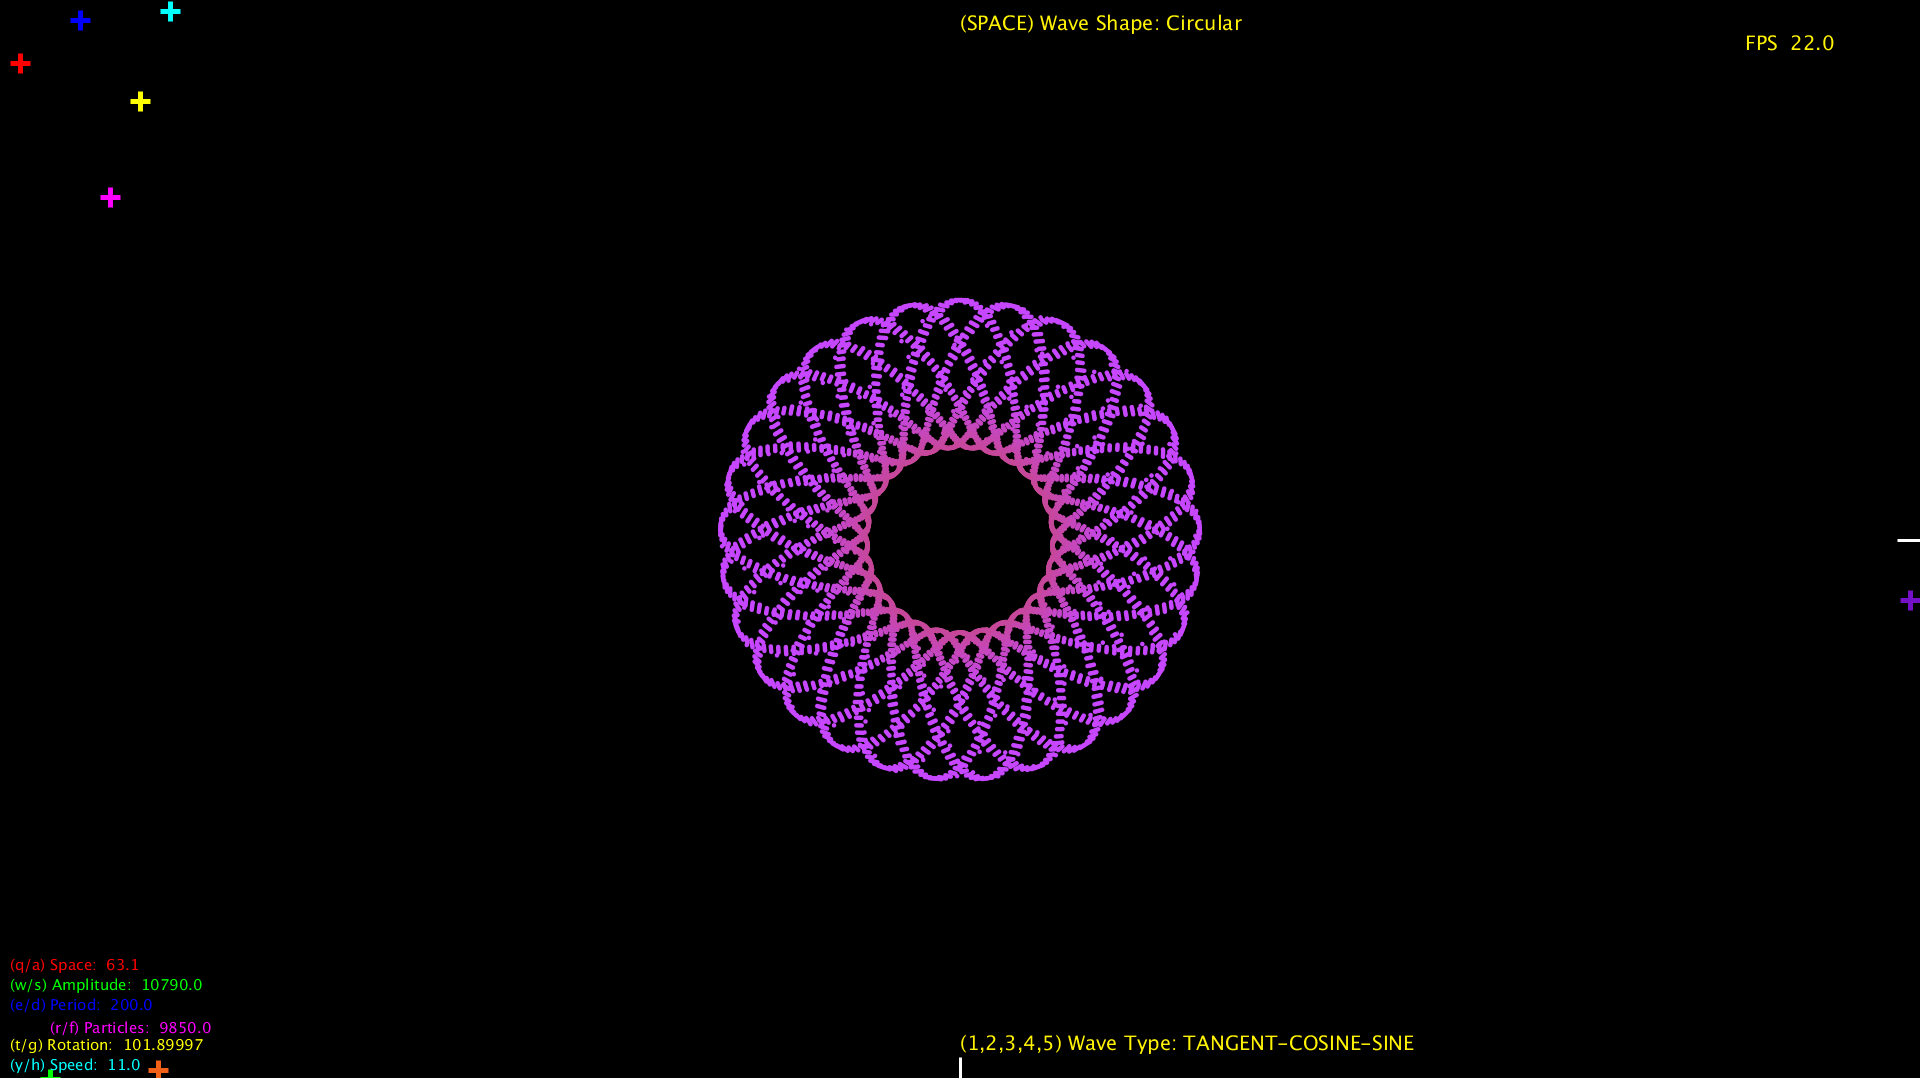 (SPACE) Wave Shape: Circular
FPS 22.0
(q/a) Space: 63.1
(w/s) Amplitude: 10790.0
(e/d) Period: 200.0
(r/f) Particles: 9850.0
(t/g) Rotation: 101.89997
(y/h) Speed: 11.0
(1,2,3,4,5) Wave Type: TANGENT-COSINE-SINE